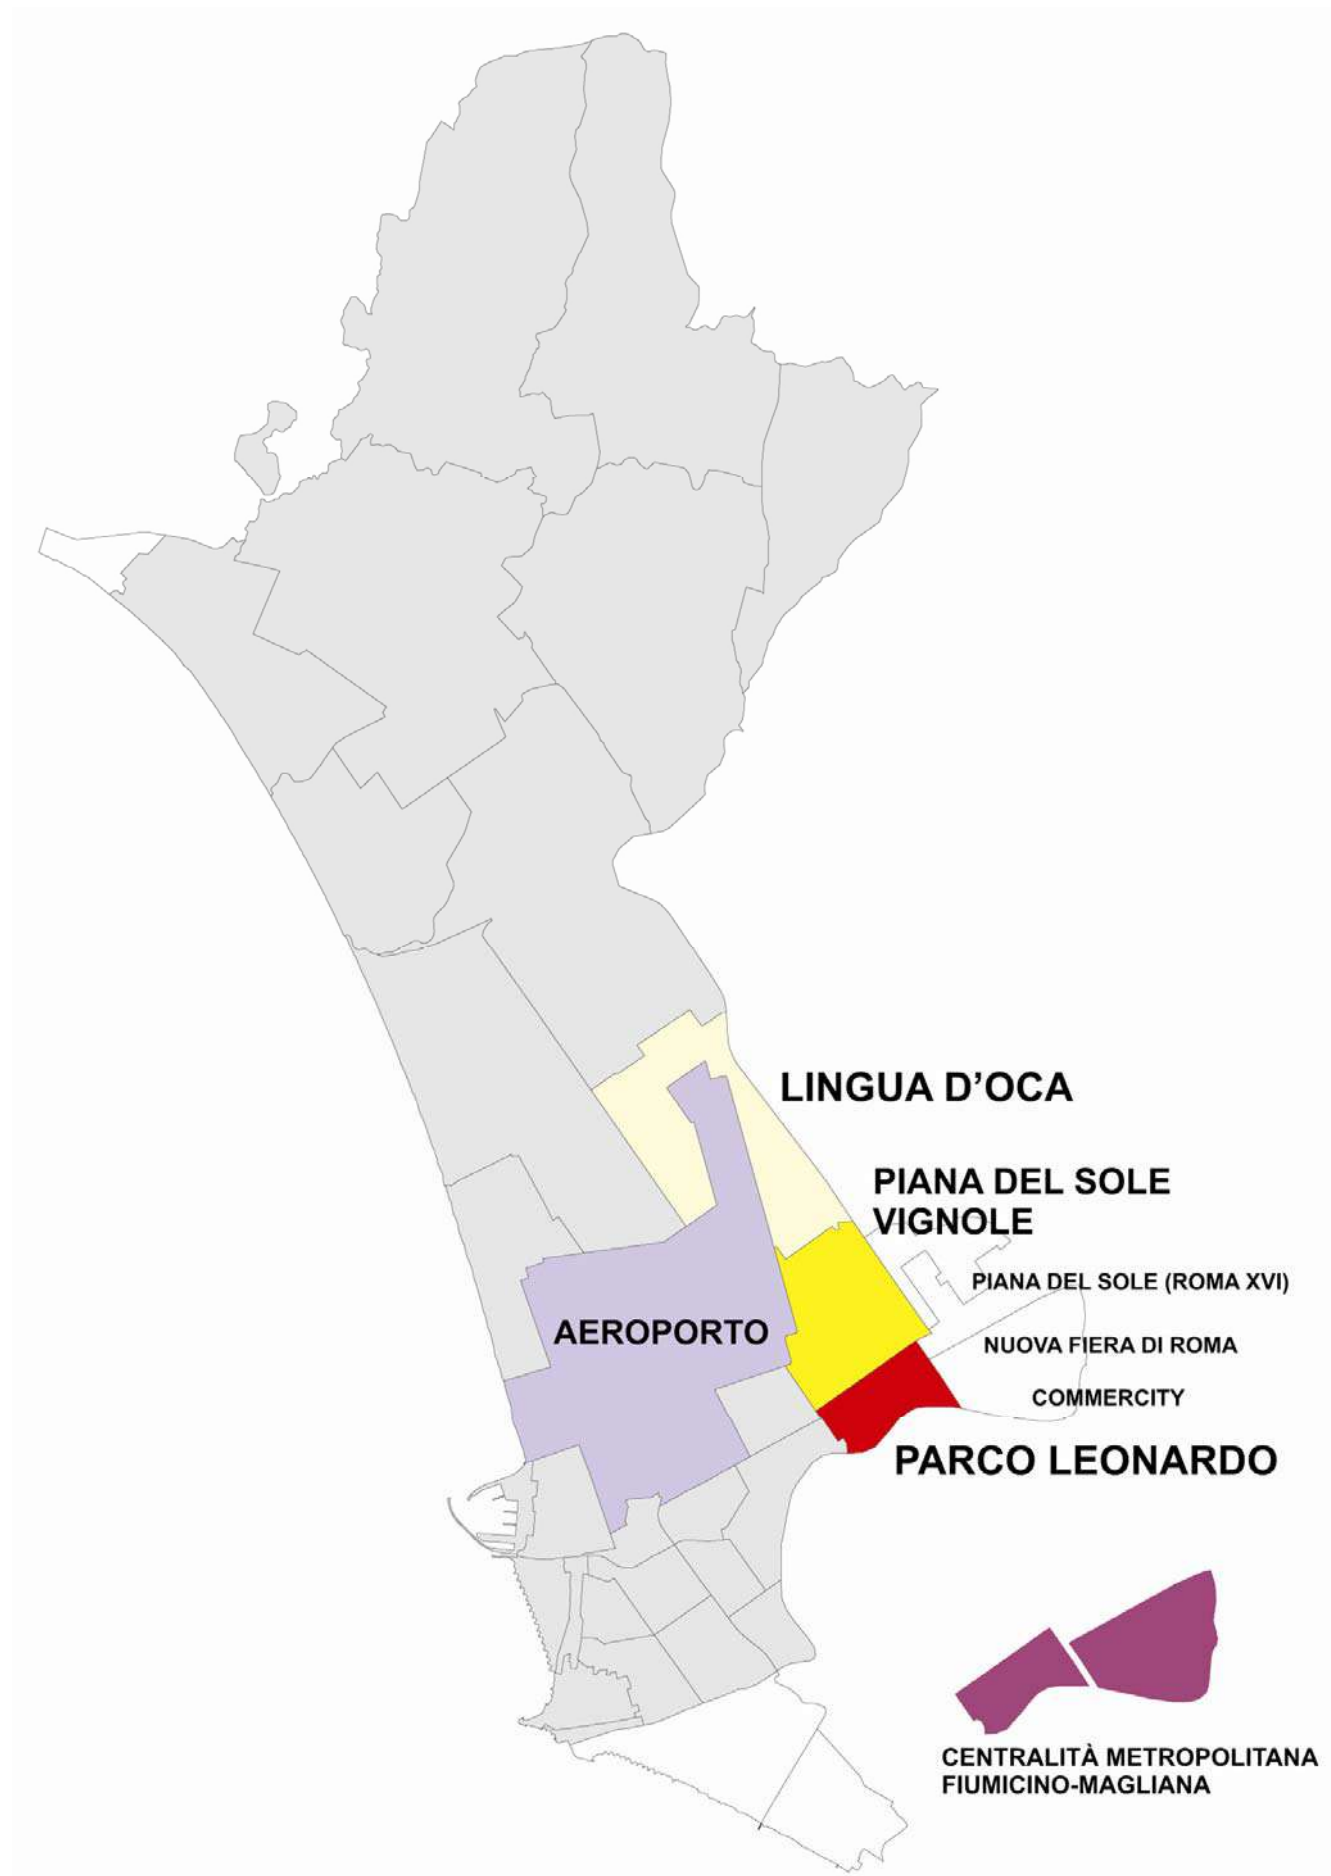 LINGUA D’OCA
PIANA DEL SOLE
VIGNOLE
PIANA DEL SOLE (ROMA XVI)
AEROPORTO
NUOVA FIERA DI ROMA
COMMERCITY
PARCO LEONARDO
CENTRALITÀ METROPOLITANA
FIUMICINO-MAGLIANA